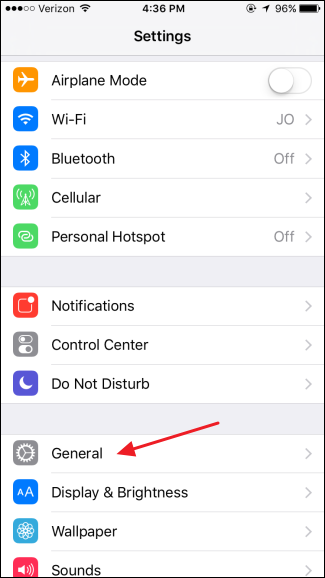 Verizon 4:36 PM 96%
Settings
Airplane Mode
Wi-Fi JO
Bluetooth Off
Cellular
Personal Hotspot Off
Notifications
Control Center
Do Not Disturb
General
AA Display & Brightness
Wallpaper
Sounds